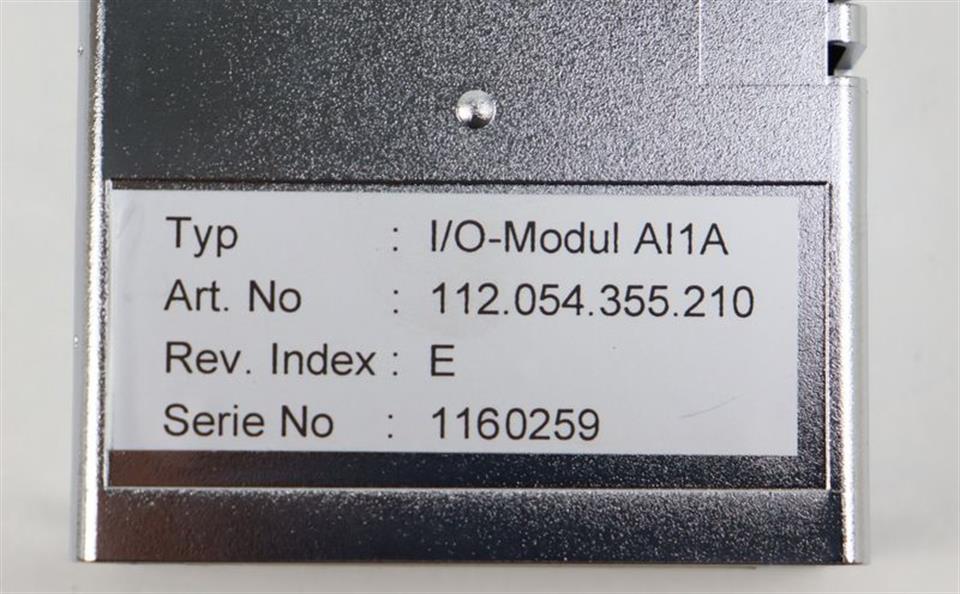 Typ : I/O-Modul AI1A
Art. No : 112.054.355.210
Rev. Index : E
Serie No : 1160259